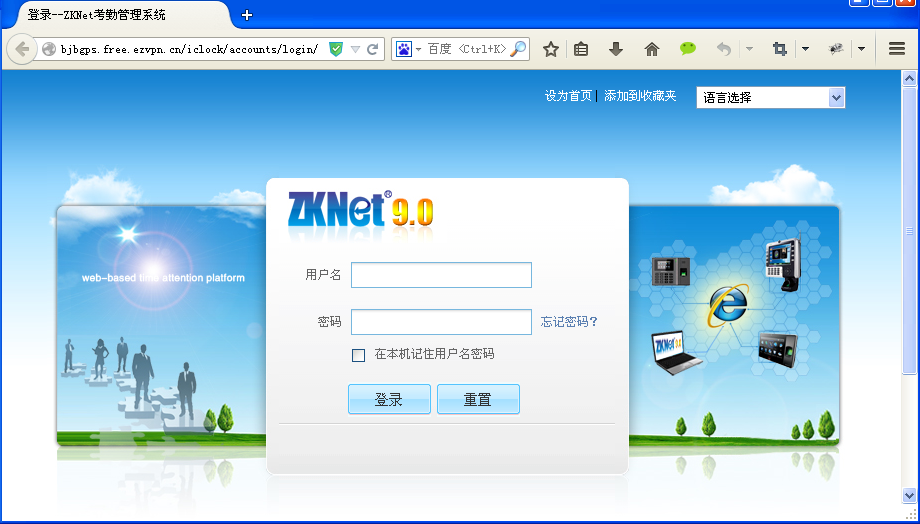 登录--ZKNet考勤管理系统
bjbgps.free.ezvpn.cn/iclock/accounts/login/
百度 <Ctrl+K>
设为首页 | 添加到收藏夹
语言选择
ZKNet® 9.0
web-based time attention platform
用户名
密码
忘记密码?
在本机记住用户名密码
登录
重置
ZKNet 9.0